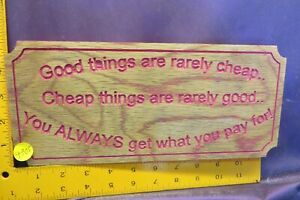 Good things are rarely cheap..
Cheap things are rarely good..
You ALWAYS get what you pay for!